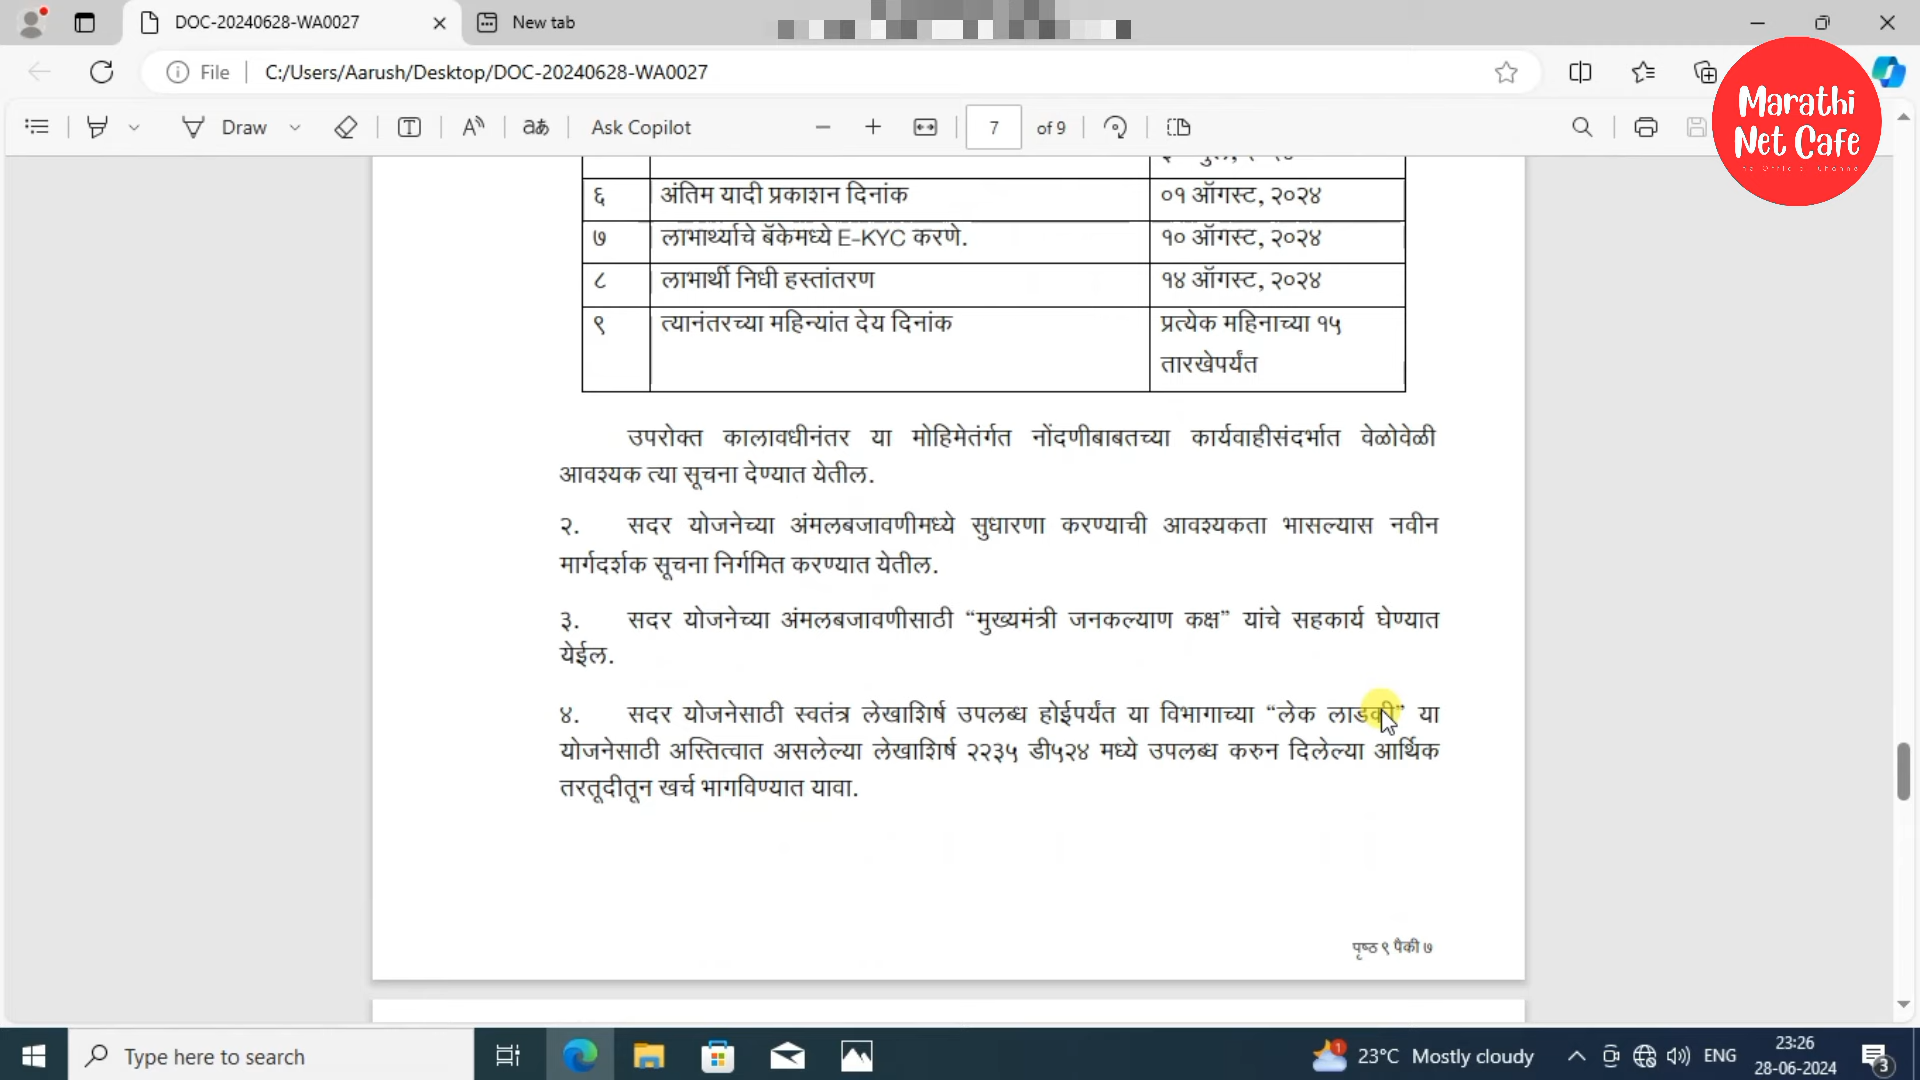 DOC-20240628-WA0027
New tab
File
C:/Users/Aarush/Desktop/DOC-20240628-WA0027
Marathi
Net Cafe
Draw
aあ
Ask Copilot
7 of 9
६ अंतिम यादी प्रकाशन दिनांक ०१ ऑगस्ट, २०२४
७ लाभार्थ्याचे बँकेमध्ये E-KYC करणे. १० ऑगस्ट, २०२४
८ लाभार्थी निधी हस्तांतरण १४ ऑगस्ट, २०२४
९ त्यानंतरच्या महिन्यांत देय दिनांक प्रत्येक महिनाच्या १५
तारखेपर्यंत
उपरोक्त कालावधीनंतर या मोहिमेतंर्गत नोंदणीबाबतच्या कार्यवाहीसंदर्भात वेळोवेळी
आवश्यक त्या सूचना देण्यात येतील.
२. सदर योजनेच्या अंमलबजावणीमध्ये सुधारणा करण्याची आवश्यकता भासल्यास नवीन
मार्गदर्शक सूचना निर्गमित करण्यात येतील.
३. सदर योजनेच्या अंमलबजावणीसाठी “मुख्यमंत्री जनकल्याण कक्ष” यांचे सहकार्य घेण्यात
येईल.
४. सदर योजनेसाठी स्वतंत्र लेखाशिर्ष उपलब्ध होईपर्यंत या विभागाच्या “लेक लाडकी” या
योजनेसाठी अस्तित्वात असलेल्या लेखाशिर्ष २२३५ डी५२४ मध्ये उपलब्ध करुन दिलेल्या आर्थिक
तरतूदीतून खर्च भागविण्यात यावा.
पृष्ठ ९ पैकी ७
Type here to search
23°C Mostly cloudy
ENG
23:26
28-06-2024
3